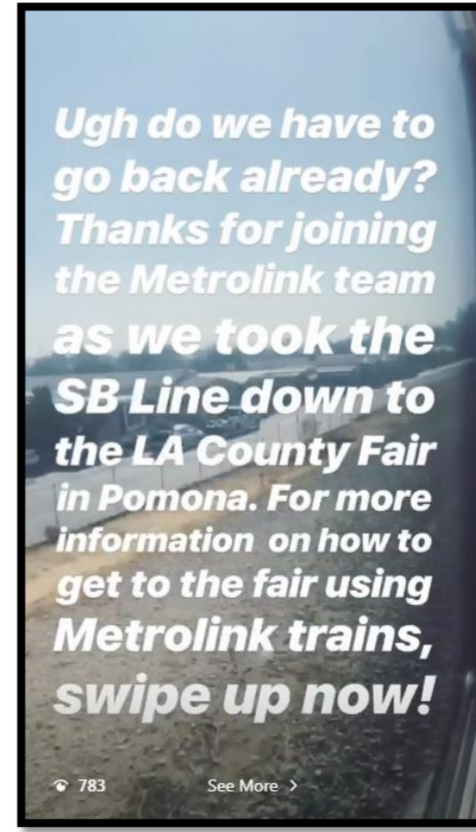 Ugh do we have to
go back already?
Thanks for joining
the Metrolink team
as we took the
SB Line down to
the LA County Fair
in Pomona. For more
information on how to
get to the fair using
Metrolink trains,
swipe up now!
783 See More >